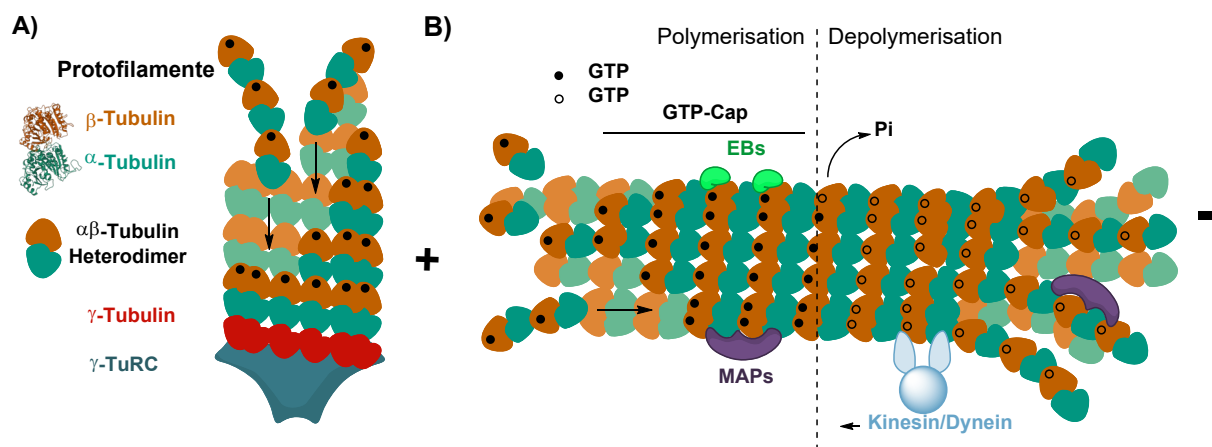 A)
Protofilamente
β-Tubulin
α-Tubulin
αβ-Tubulin
Heterodimer
γ-Tubulin
γ-TuRC
B)
Polymerisation
Depolymerisation
GTP
GTP
GTP-Cap
Pi
EBs
+
-
MAPs
Kinesin/Dynein